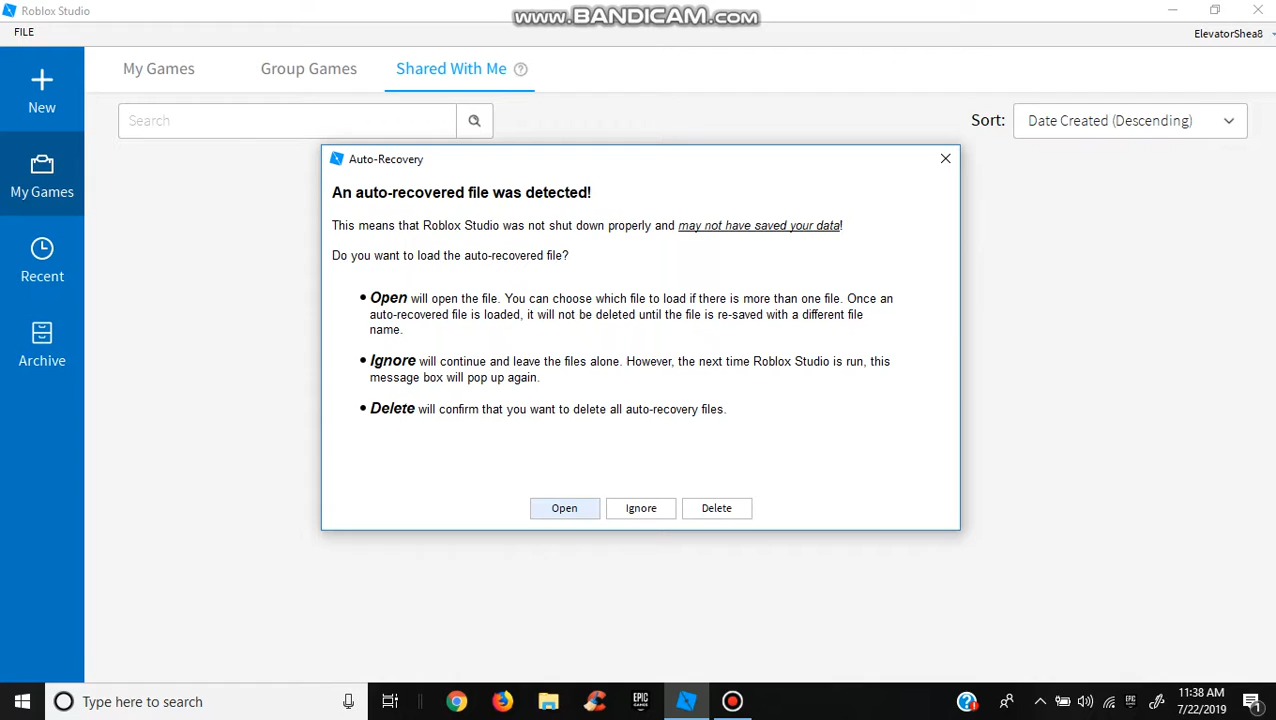 Roblox Studio
www.BANDICAM.com
FILE
ElevatorShea8
New
My Games
Recent
Archive
My Games
Group Games
Shared With Me ?
Search
Sort:
Date Created (Descending)
Auto-Recovery
An auto-recovered file was detected!
This means that Roblox Studio was not shut down properly and may not have saved your data!
Do you want to load the auto-recovered file?
• Open will open the file. You can choose which file to load if there is more than one file. Once an
auto-recovered file is loaded, it will not be deleted until the file is re-saved with a different file
name.
• Ignore will continue and leave the files alone. However, the next time Roblox Studio is run, this
message box will pop up again.
• Delete will confirm that you want to delete all auto-recovery files.
Open
Ignore
Delete
Type here to search
EPIC
GAMES
11:38 AM
7/22/2019
1